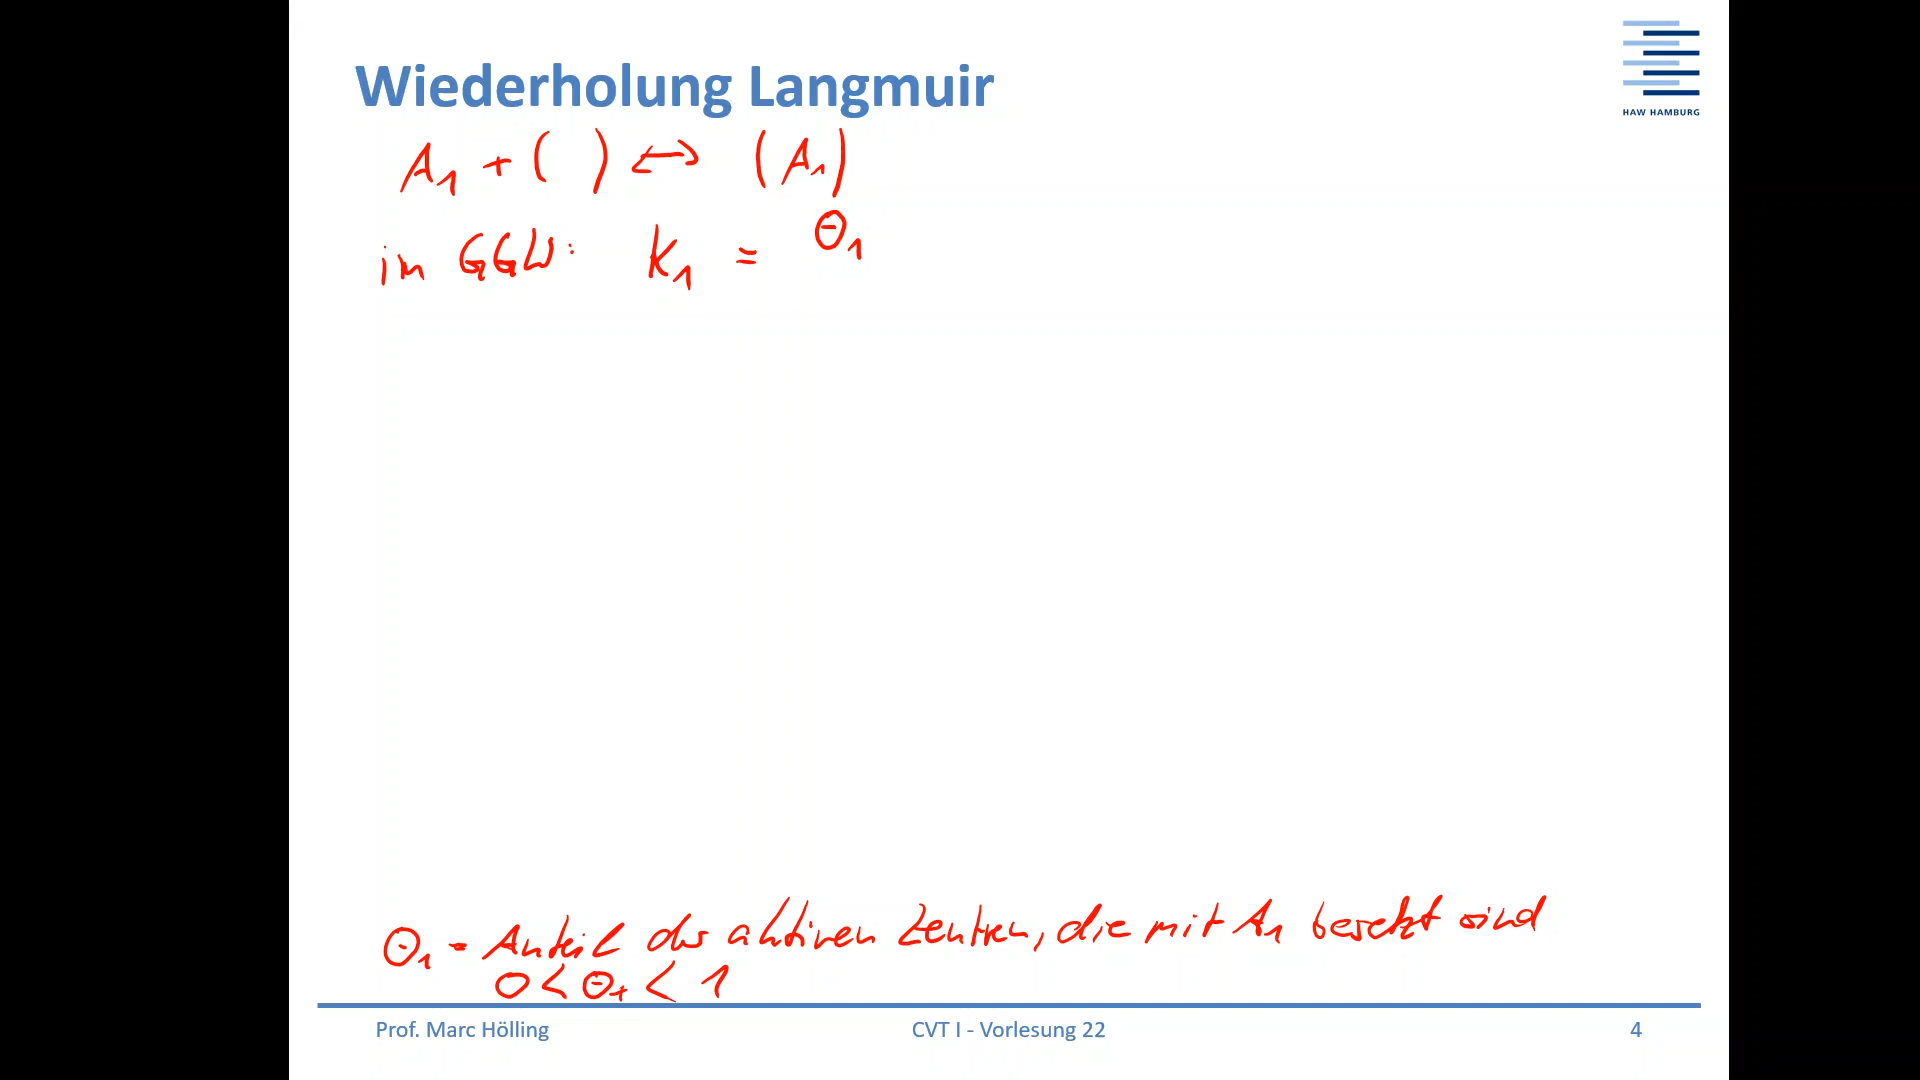 Wiederholung Langmuir
HAW HAMBURG
A₁ + ( ) ↔ (A₁)
im GGW: K₁ = Θ₁
Θ₁ = Anteil der aktiven Zentren, die mit A₁ besetzt sind
0 < Θ₁ < 1
Prof. Marc Hölling
CVT I - Vorlesung 22
4